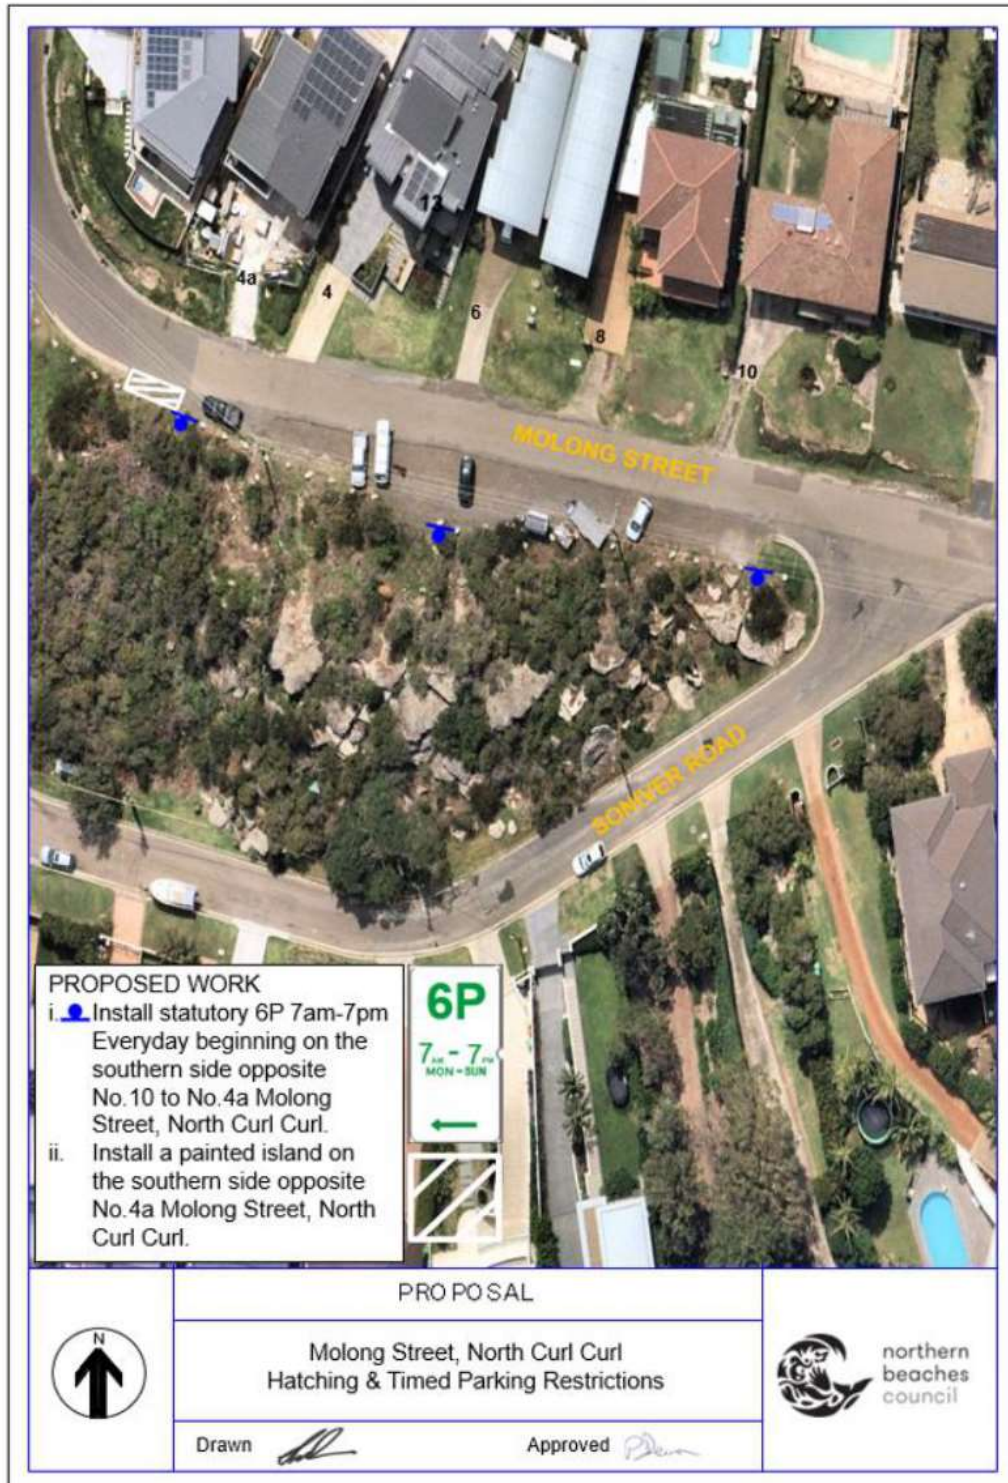 13
4a
4
6
8
10
MOLONG STREET
SONIVER ROAD
PROPOSED WORK
i. Install statutory 6P 7am-7pm
Everyday beginning on the
southern side opposite
No.10 to No.4a Molong
Street, North Curl Curl.
ii. Install a painted island on
the southern side opposite
No.4a Molong Street, North
Curl Curl.
6P
7AM - 7PM
MON - SUN
PROPOSAL
N
Molong Street, North Curl Curl
Hatching & Timed Parking Restrictions
Drawn
Approved
northern
beaches
council